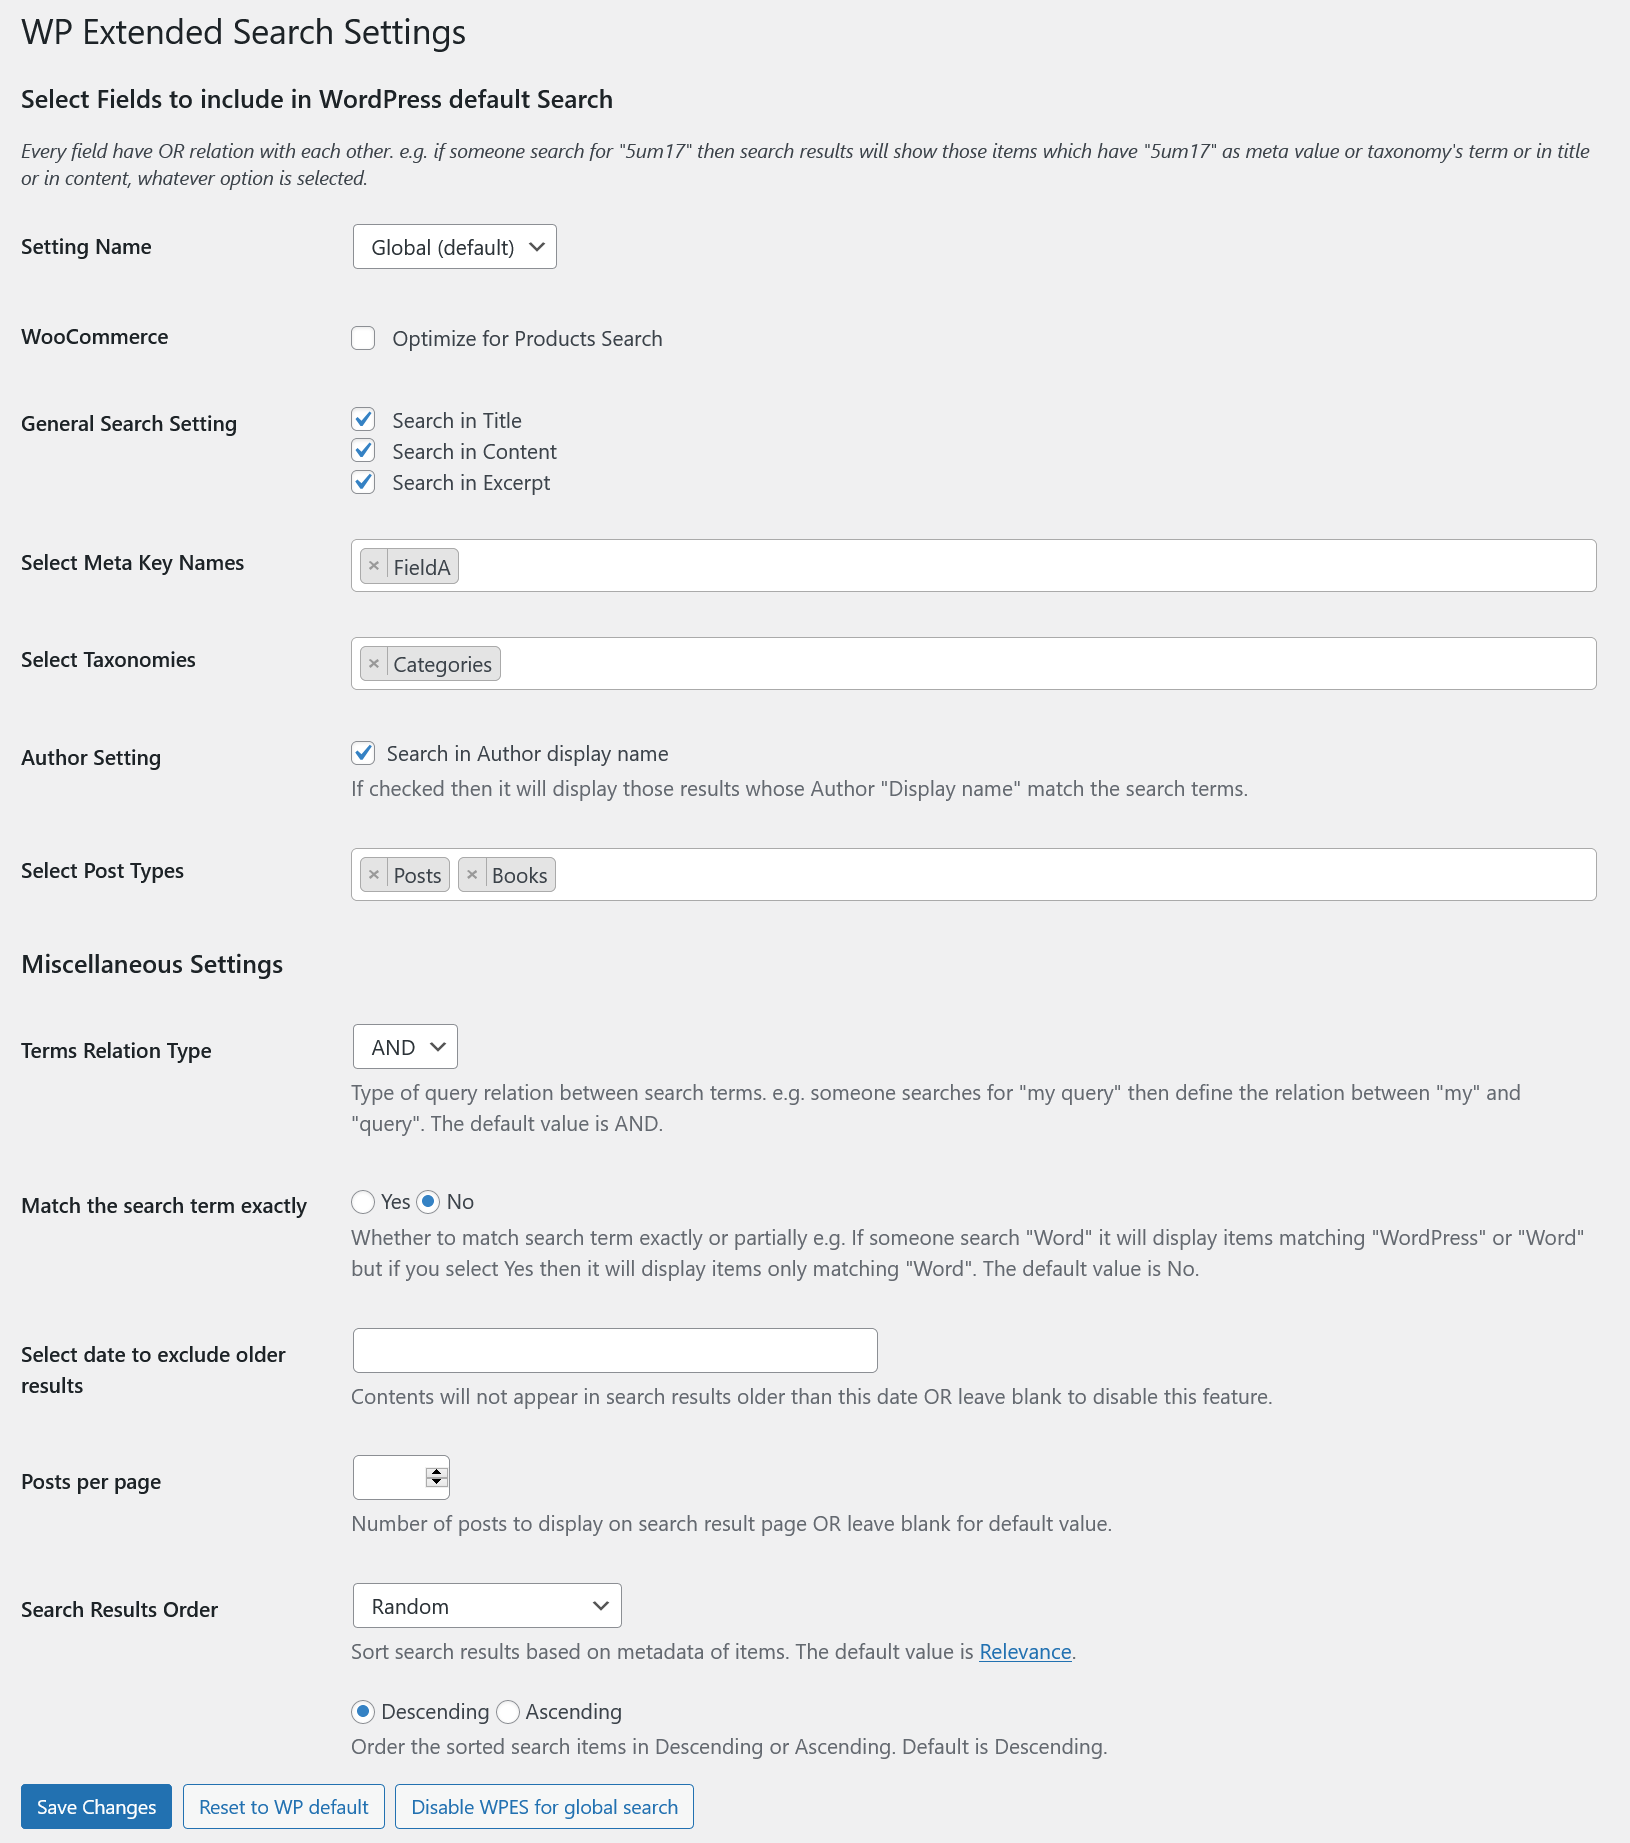 WP Extended Search Settings
Select Fields to include in WordPress default Search
Every field have OR relation with each other. e.g. if someone search for "5um17" then search results will show those items which have "5um17" as meta value or taxonomy's term or in title
or in content, whatever option is selected.
Setting Name
Global (default)
WooCommerce
Optimize for Products Search
General Search Setting
Search in Title
Search in Content
Search in Excerpt
Select Meta Key Names
× FieldA
Select Taxonomies
× Categories
Author Setting
Search in Author display name
If checked then it will display those results whose Author "Display name" match the search terms.
Select Post Types
× Posts × Books
Miscellaneous Settings
Terms Relation Type
AND
Type of query relation between search terms. e.g. someone searches for "my query" then define the relation between "my" and
"query". The default value is AND.
Match the search term exactly
Yes No
Whether to match search term exactly or partially e.g. If someone search "Word" it will display items matching "WordPress" or "Word"
but if you select Yes then it will display items only matching "Word". The default value is No.
Select date to exclude older
results
Contents will not appear in search results older than this date OR leave blank to disable this feature.
Posts per page
Number of posts to display on search result page OR leave blank for default value.
Search Results Order
Random
Sort search results based on metadata of items. The default value is Relevance.
Descending Ascending
Order the sorted search items in Descending or Ascending. Default is Descending.
Save Changes Reset to WP default Disable WPES for global search